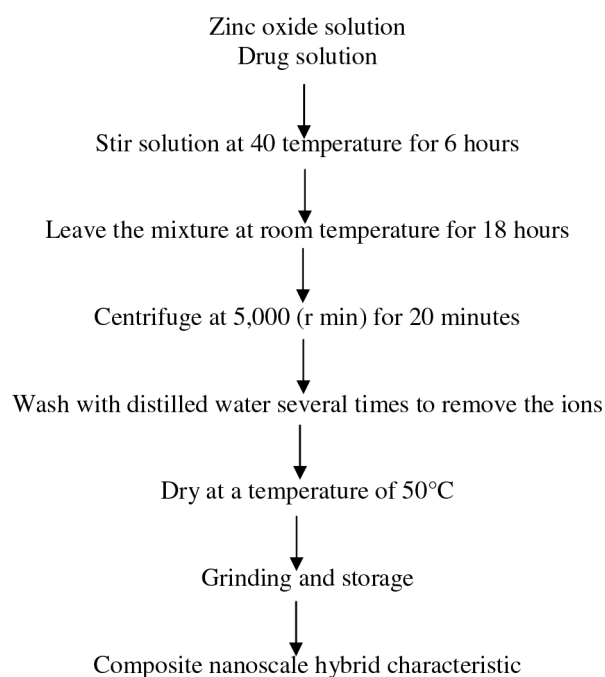 Zinc oxide solution
Drug solution
Stir solution at 40 temperature for 6 hours
Leave the mixture at room temperature for 18 hours
Centrifuge at 5,000 (r min) for 20 minutes
Wash with distilled water several times to remove the ions
Dry at a temperature of 50°C
Grinding and storage
Composite nanoscale hybrid characteristic